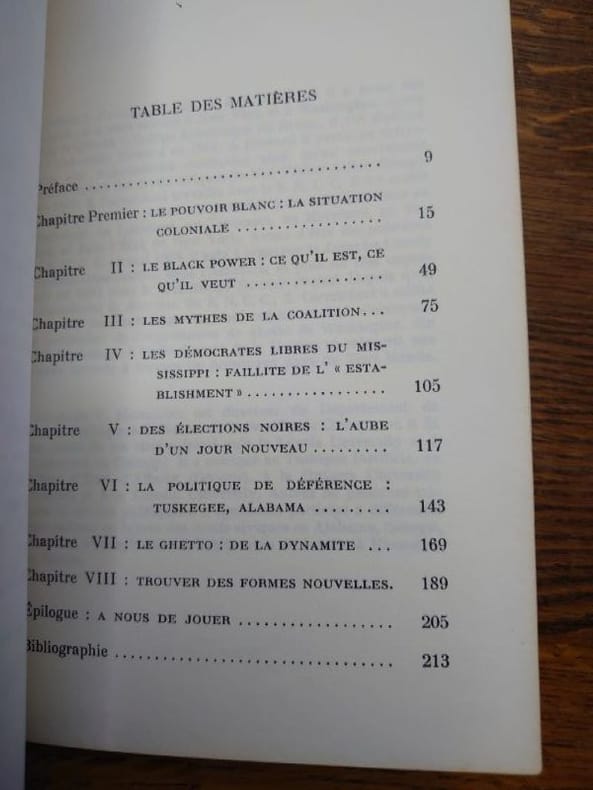 TABLE DES MATIÈRES
Préface ........................................ 9
Chapitre Premier : LE POUVOIR BLANC : LA SITUATION
COLONIALE .................. 15
Chapitre II : LE BLACK POWER : CE QU'IL EST, CE
QU'IL VEUT ................. 49
Chapitre III : LES MYTHES DE LA COALITION... 75
Chapitre IV : LES DÉMOCRATES LIBRES DU MIS-
SISSIPPI : FAILLITE DE L' « ESTA-
BLISHMENT » ................. 105
Chapitre V : DES ÉLECTIONS NOIRES : L'AUBE
D'UN JOUR NOUVEAU ......... 117
Chapitre VI : LA POLITIQUE DE DÉFÉRENCE :
TUSKEGEE, ALABAMA ......... 143
Chapitre VII : LE GHETTO : DE LA DYNAMITE ... 169
Chapitre VIII : TROUVER DES FORMES NOUVELLES. 189
Épilogue : A NOUS DE JOUER .................. 205
Bibliographie .................................. 213